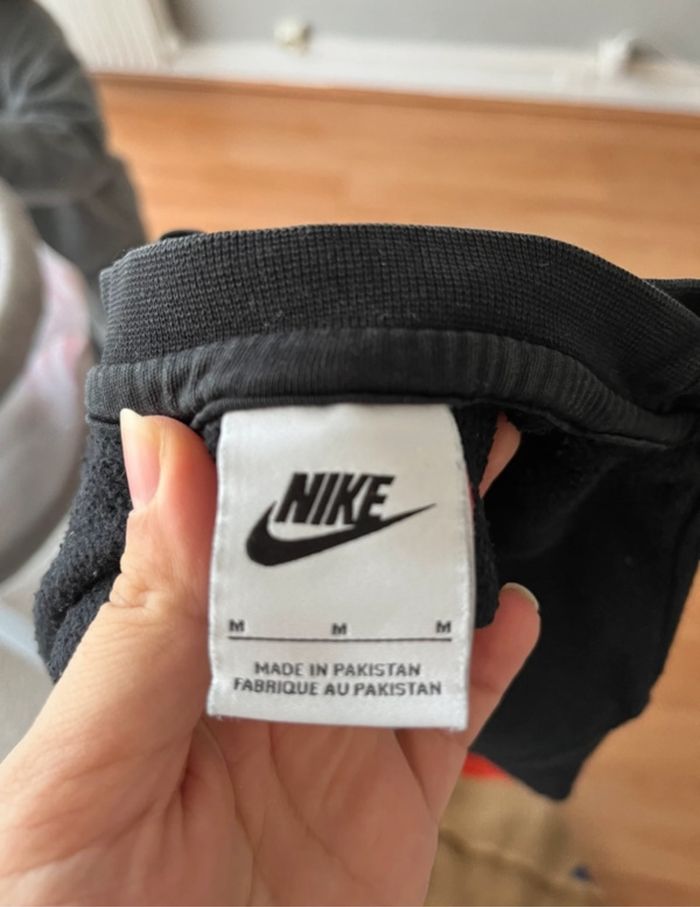 NIKE
M M M
MADE IN PAKISTAN
FABRIQUE AU PAKISTAN